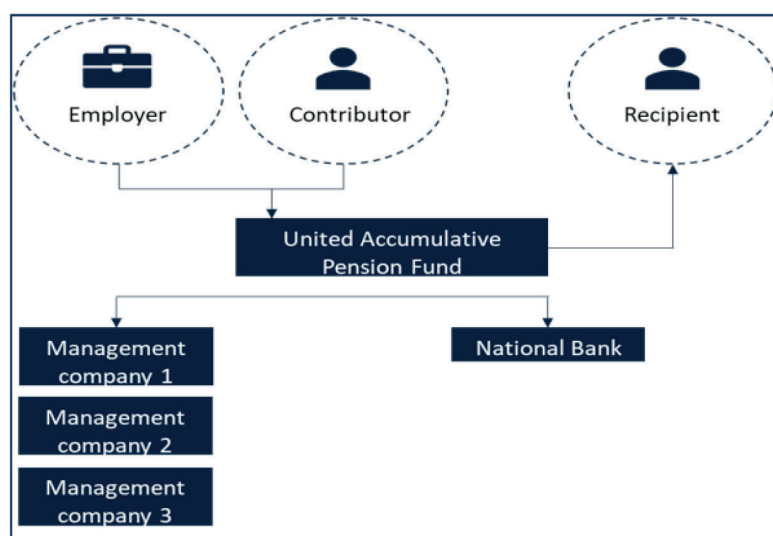 Employer
Contributor
Recipient
United Accumulative
Pension Fund
Management
company 1
National Bank
Management
company 2
Management
company 3